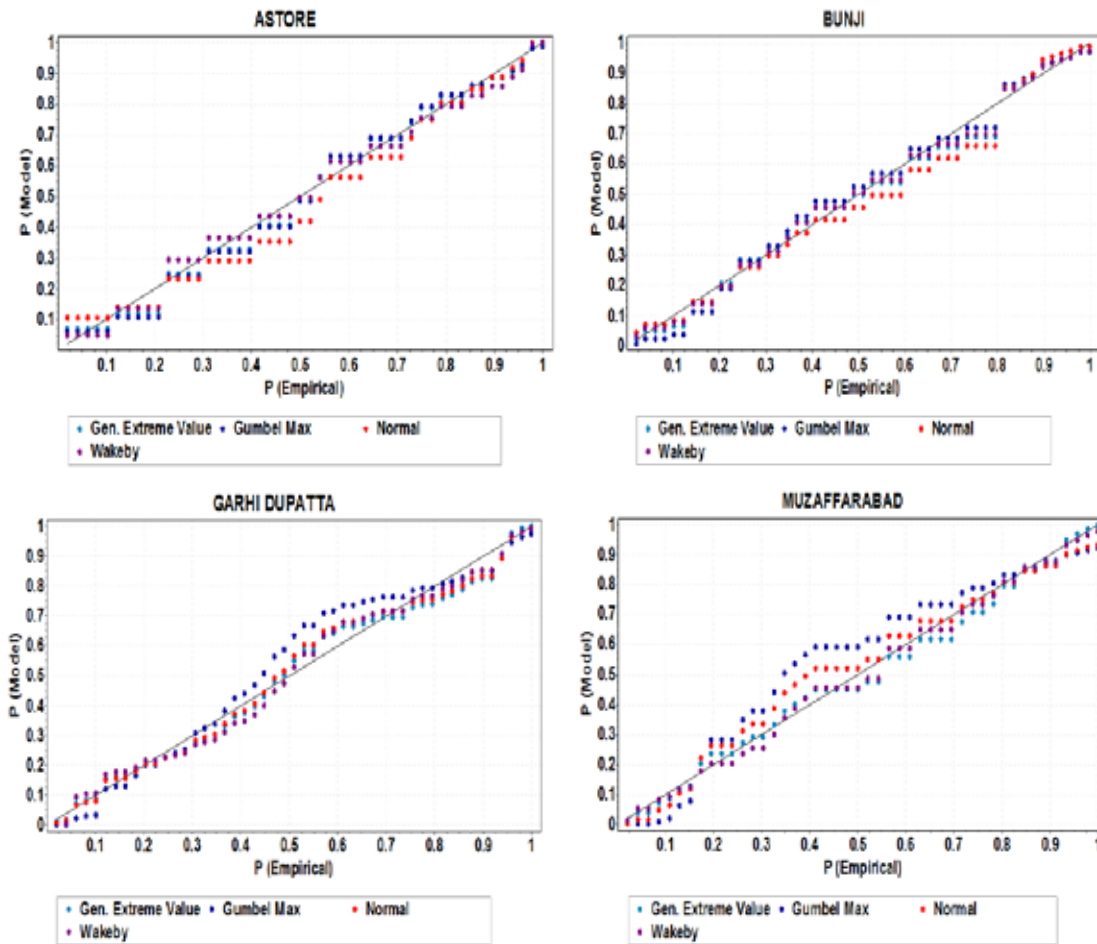 ASTORE
1
0.9
0.8
0.7
0.6
0.5
0.4
0.3
0.2
0.1
P (Model)
0.1 0.2 0.3 0.4 0.5 0.6 0.7 0.8 0.9 1
P (Empirical)
Gen. Extreme Value Gumbel Max Normal
Wakeby
BUNJI
1
0.9
0.8
0.7
0.6
0.5
0.4
0.3
0.2
0.1
0
P (Model)
0.1 0.2 0.3 0.4 0.5 0.6 0.7 0.8 0.9 1
P (Empirical)
Gen. Extreme Value Gumbel Max Normal
Wakeby
GARHI DUPATTA
1
0.9
0.8
0.7
0.6
0.5
0.4
0.3
0.2
0.1
0
P (Model)
0.1 0.2 0.3 0.4 0.5 0.6 0.7 0.8 0.9 1
P (Empirical)
Gen. Extreme Value Gumbel Max Normal
Wakeby
MUZAFFARABAD
1
0.9
0.8
0.7
0.6
0.5
0.4
0.3
0.2
0.1
0
P (Model)
0.1 0.2 0.3 0.4 0.5 0.6 0.7 0.8 0.9 1
P (Empirical)
Gen. Extreme Value Gumbel Max Normal
Wakeby